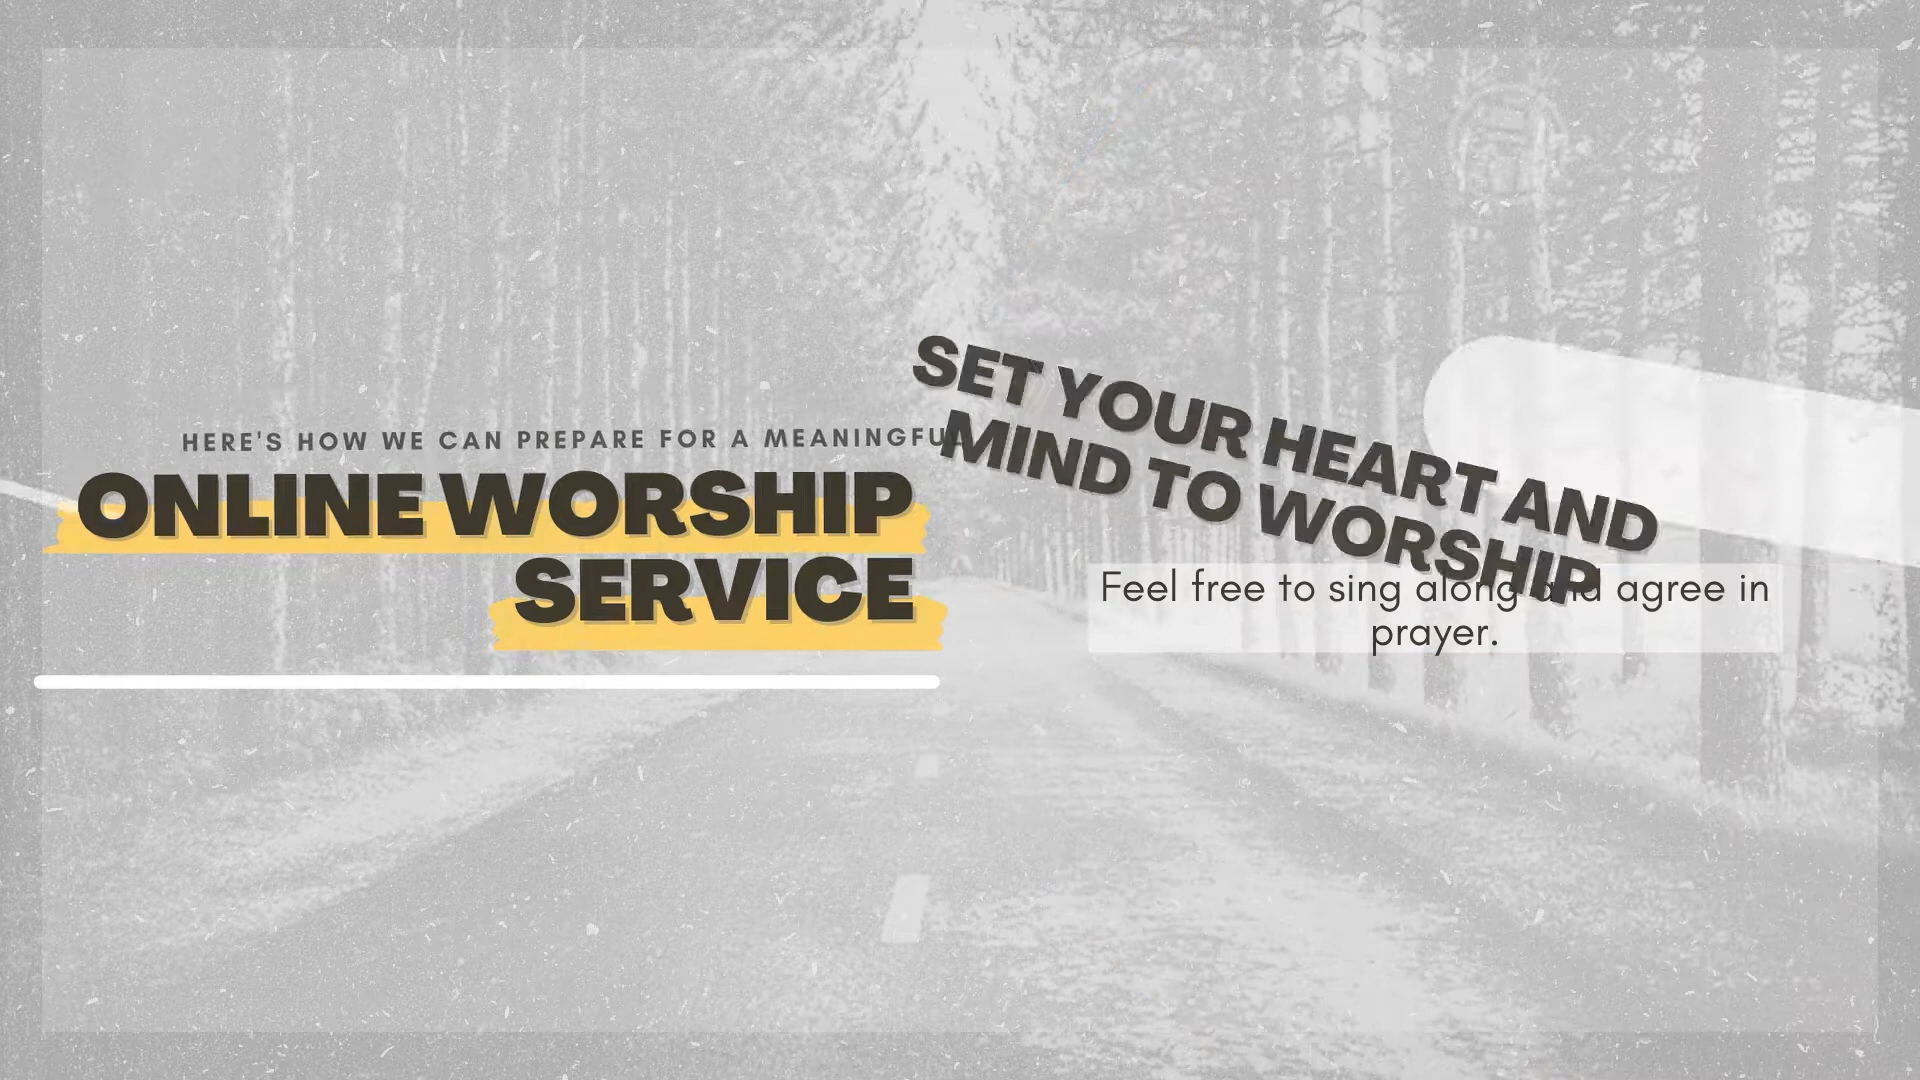 HERE'S HOW WE CAN PREPARE FOR A MEANINGFUL
ONLINE WORSHIP
SERVICE
SET YOUR HEART AND
MIND TO WORSHIP
Feel free to sing along and agree in
prayer.